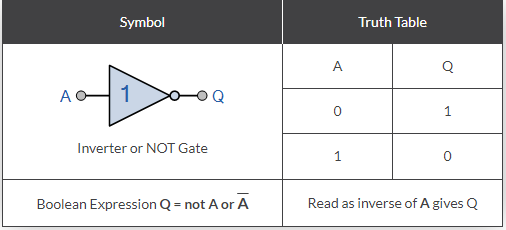 Symbol Truth Table
A 1 Q
Inverter or NOT Gate
A Q
0 1
1 0
Boolean Expression Q = not A or A̅
Read as inverse of A gives Q